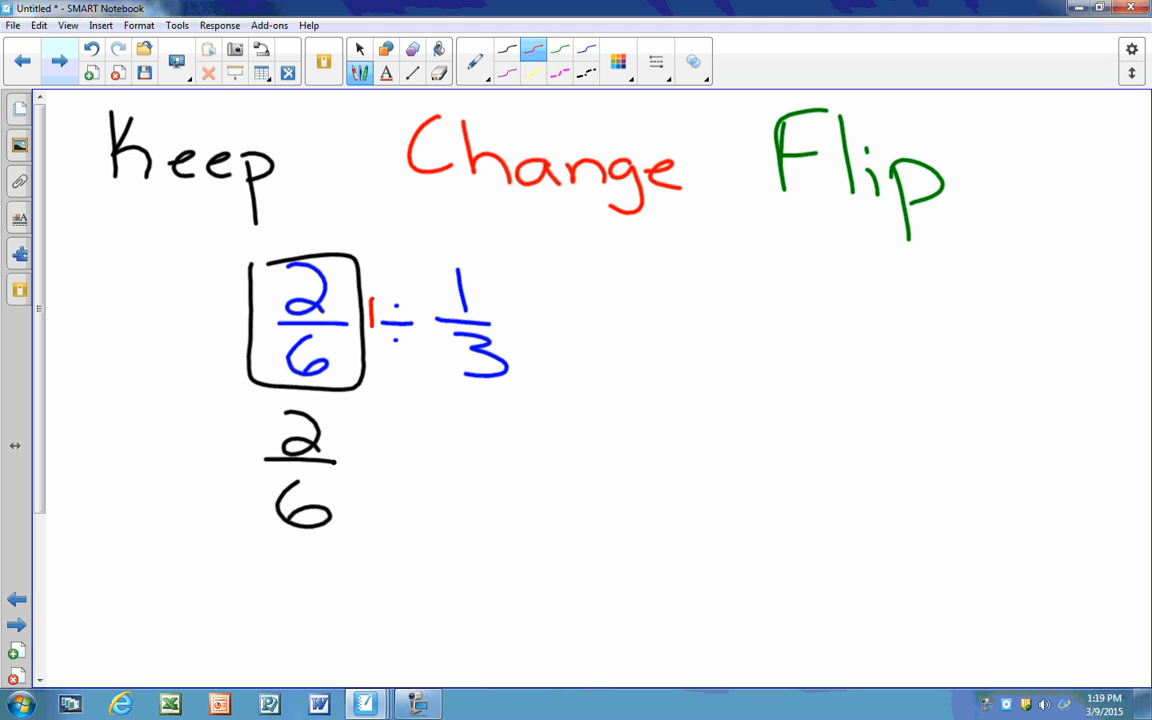 Untitled * - SMART Notebook
File Edit View Insert Format Tools Response Add-ons Help
Keep Change Flip
2/6 ÷ 1/3
2/6
1:19 PM
3/9/2015